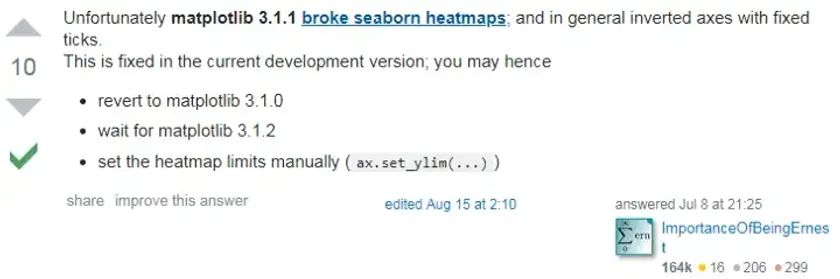 Unfortunately matplotlib 3.1.1 broke seaborn heatmaps; and in general inverted axes with fixed
ticks.
10
This is fixed in the current development version; you may hence
• revert to matplotlib 3.1.0
• wait for matplotlib 3.1.2
• set the heatmap limits manually ( ax.set_ylim(...) )
share improve this answer
edited Aug 15 at 2:10
answered Jul 8 at 21:25
∑ ern
0
ImportanceOfBeingErnes
t
164k ● 16 ● 206 ● 299